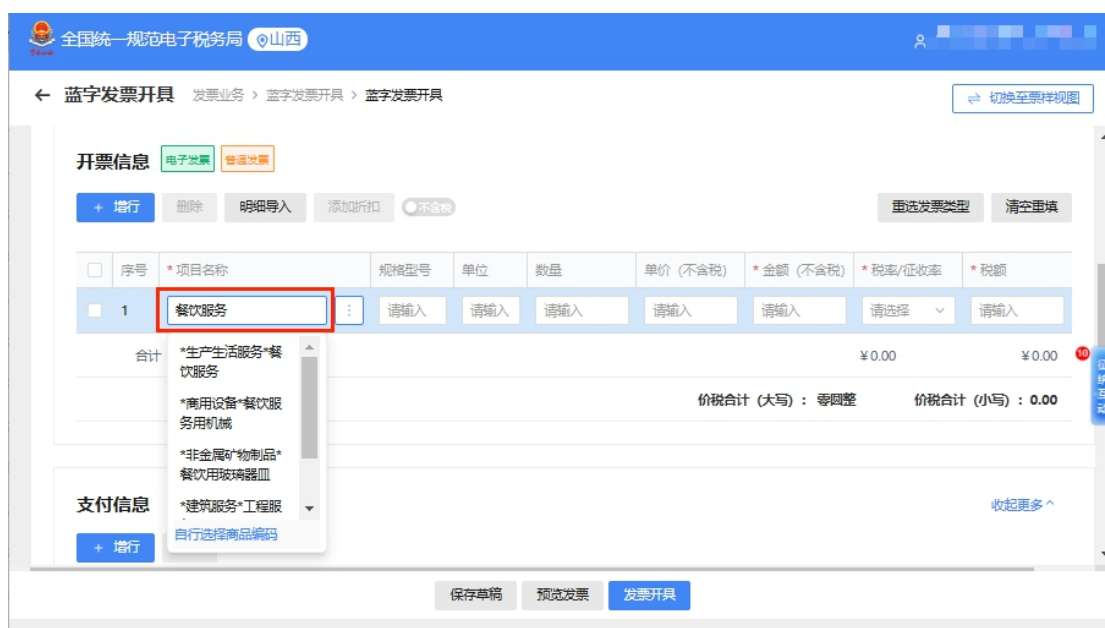 全国统一规范电子税务局 山西
蓝字发票开具 发票业务 > 蓝字发票开具 > 蓝字发票开具 切换至票样视图
开票信息 电子发票 普通发票
+ 增行 删除 明细导入 添加折扣 不含税 重选发票类型 清空重填
序号 * 项目名称 规格型号 单位 数量 单价(不含税) * 金额(不含税) * 税率/征收率 * 税额
1 餐饮服务 请输入 请输入 请输入 请输入 请输入 请选择 请输入
合计 ¥0.00 ¥0.00
10
征纳互动
*生产生活服务*餐
饮服务
价税合计(大写): 零圆整 价税合计(小写): 0.00
*商用设备*餐饮服
务用机械
*非金属矿物制品*
餐饮用玻璃器皿
*建筑服务*工程服
自行选择商品编码
支付信息 收起更多
+ 增行
保存草稿 预览发票 发票开具